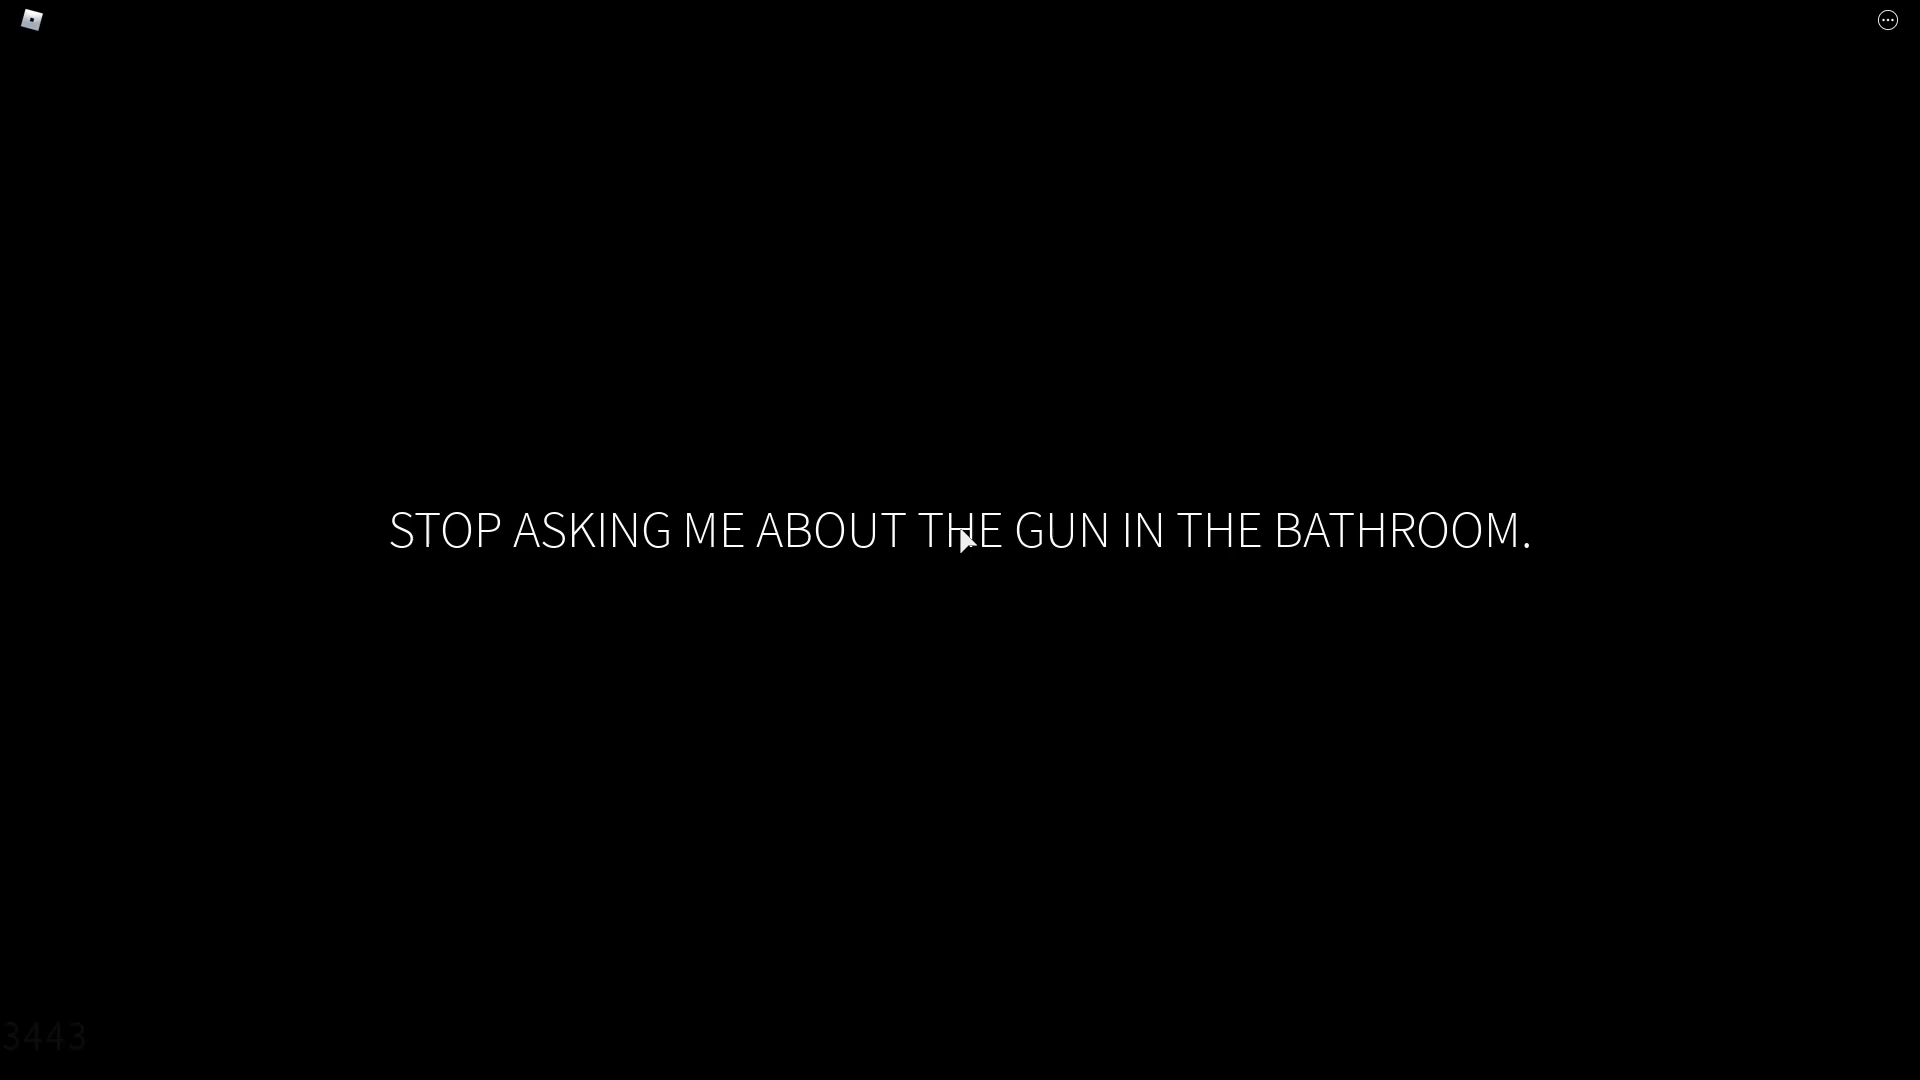 STOP ASKING ME ABOUT THE GUN IN THE BATHROOM.
3443